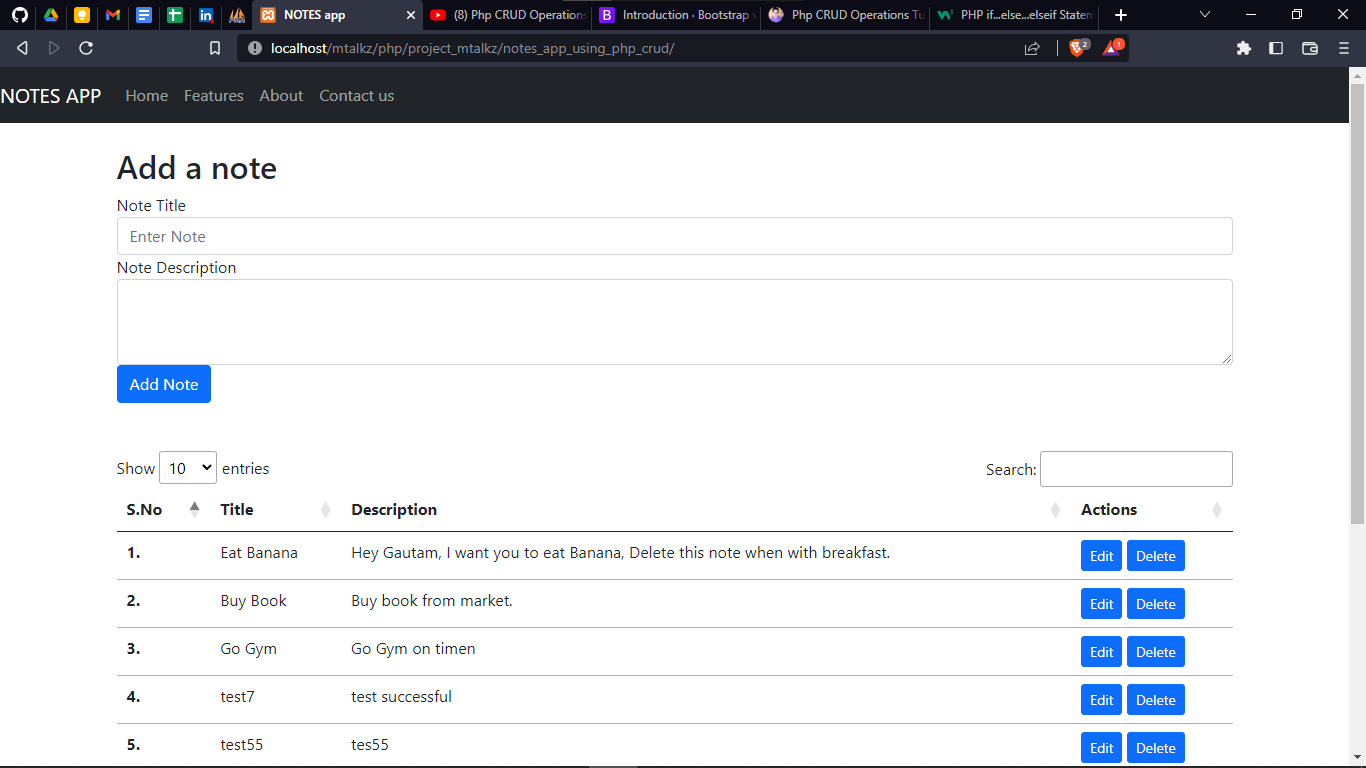 NOTES app
(8) Php CRUD Operations
Introduction · Bootstrap
Php CRUD Operations Tu
PHP if...else...elseif Statem
localhost/mtalkz/php/project_mtalkz/notes_app_using_php_crud/
2
1
NOTES APP Home Features About Contact us
Add a note
Note Title
Enter Note
Note Description
Add Note
Show 10 entries Search:
S.No Title Description Actions
1. Eat Banana Hey Gautam, I want you to eat Banana, Delete this note when with breakfast. Edit Delete
2. Buy Book Buy book from market. Edit Delete
3. Go Gym Go Gym on timen Edit Delete
4. test7 test successful Edit Delete
5. test55 tes55 Edit Delete